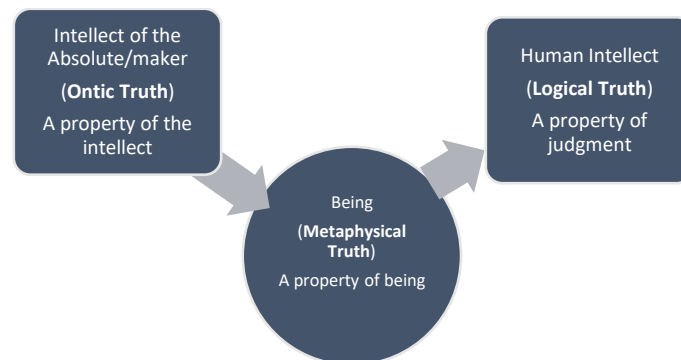 Intellect of the
Absolute/maker
(Ontic Truth)
A property of the
intellect
Being
(Metaphysical
Truth)
A property of being
Human Intellect
(Logical Truth)
A property of
judgment